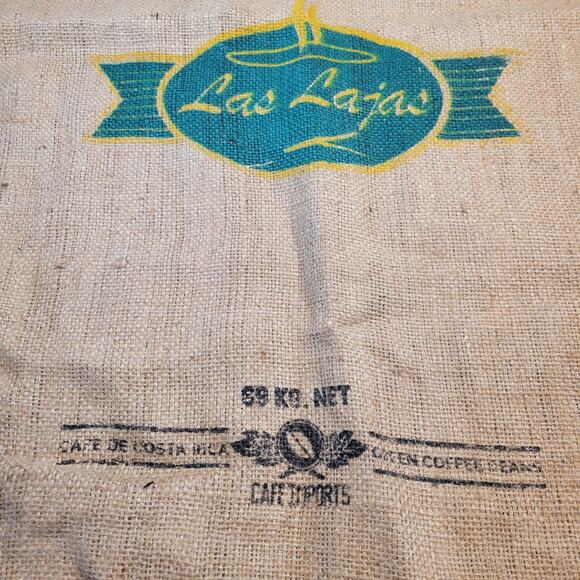 Las Lajas
69 KG. NET
CAFE DE COSTA RICA
GREEN COFFEE BEANS
CAFE IMPORTS